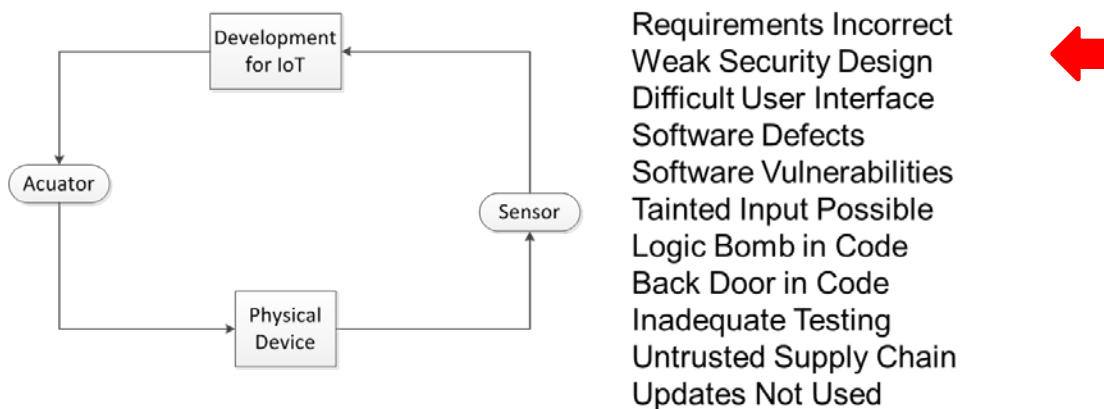 Development
for IoT
Acuator
Sensor
Physical
Device
Requirements Incorrect
Weak Security Design
Difficult User Interface
Software Defects
Software Vulnerabilities
Tainted Input Possible
Logic Bomb in Code
Back Door in Code
Inadequate Testing
Untrusted Supply Chain
Updates Not Used